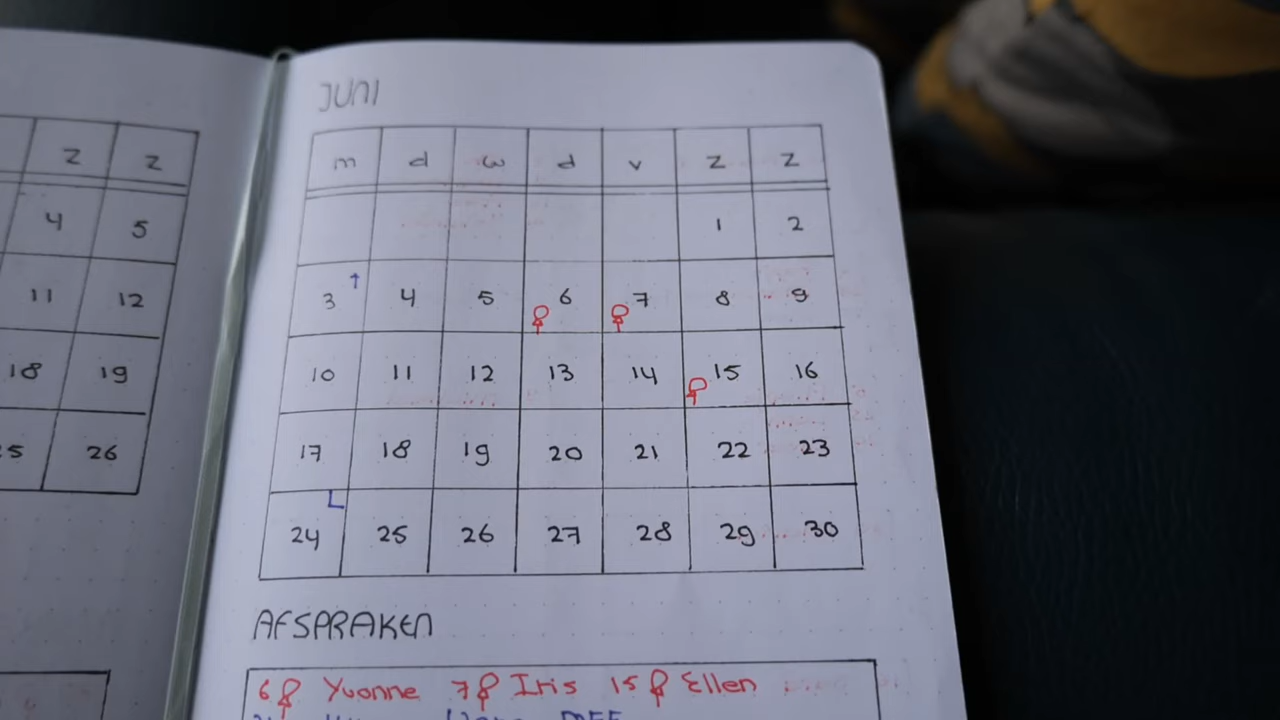 JUNI
z z
m d w d v z z
4 5
1 2
11 12
3 4 5 6 7 8 9
18 19
10 11 12 13 14 15 16
26
17 18 19 20 21 22 23
24 25 26 27 28 29 30
AFSPRAKEN
6 Yvonne 7 Iris 15 Ellen